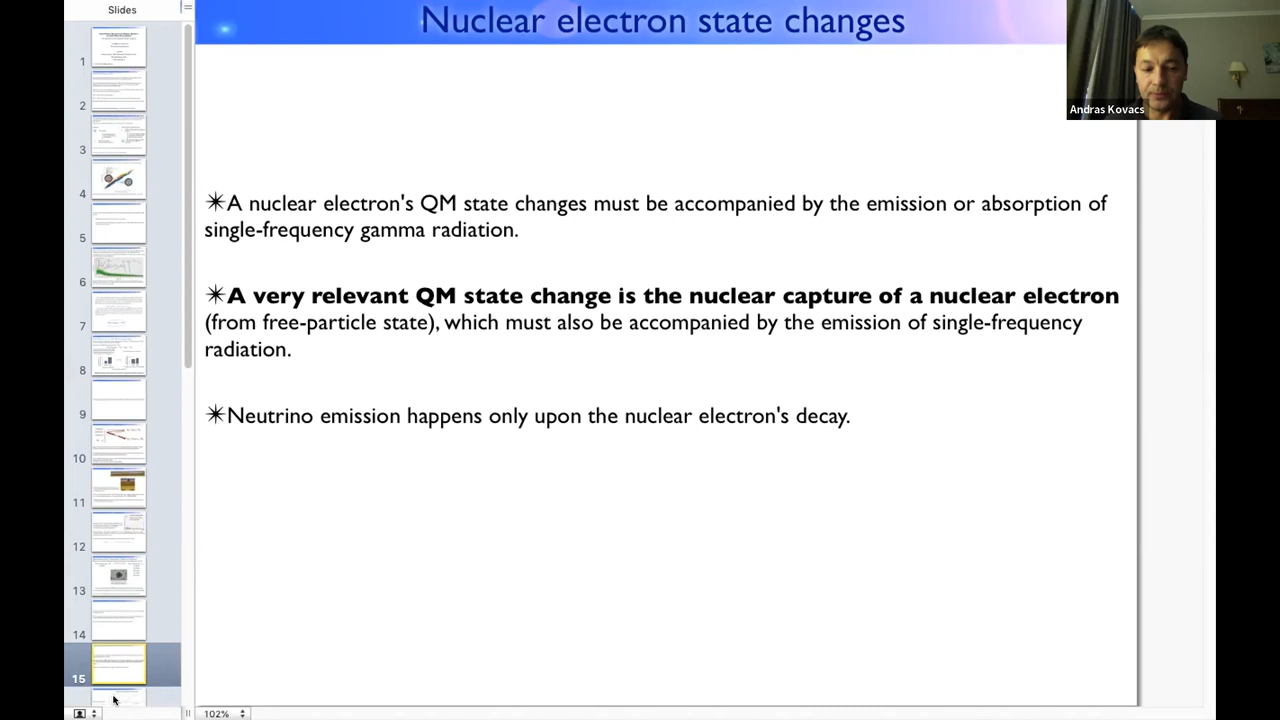 Slides
Nuclear electron state changes
Andras Kovacs
✴A nuclear electron's QM state changes must be accompanied by the emission or absorption of
single-frequency gamma radiation.
✴A very relevant QM state change is the nuclear capture of a nuclear electron
(from free-particle state), which must also be accompanied by the emission of single-frequency
radiation.
✴Neutrino emission happens only upon the nuclear electron's decay.
1
2
3
4
5
6
7
8
9
10
11
12
13
14
15
102%